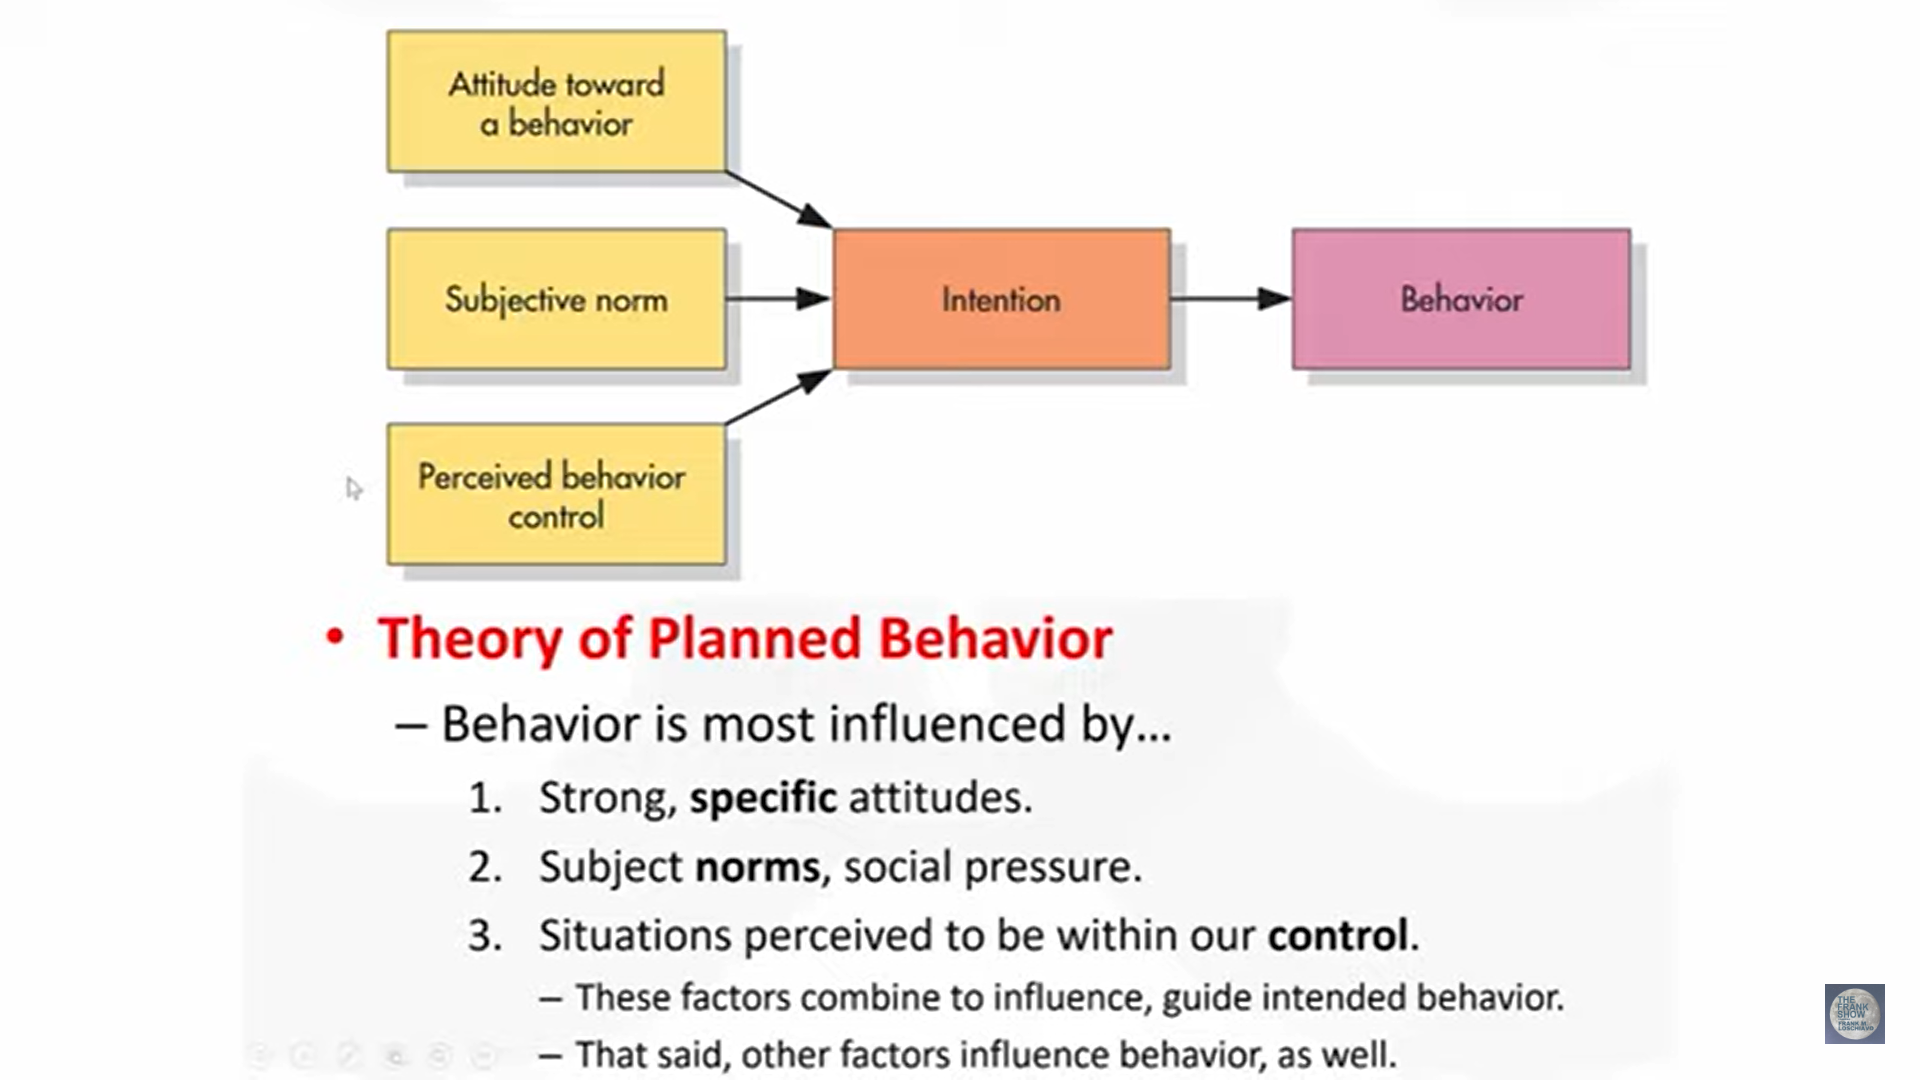 Attitude toward
a behavior
Subjective norm
Intention
Behavior
Perceived behavior
control
• Theory of Planned Behavior
– Behavior is most influenced by...
1. Strong, specific attitudes.
2. Subject norms, social pressure.
3. Situations perceived to be within our control.
– These factors combine to influence, guide intended behavior.
– That said, other factors influence behavior, as well.
THE
FRANK
SHOW
FRANK M.
LOSCHIAVO